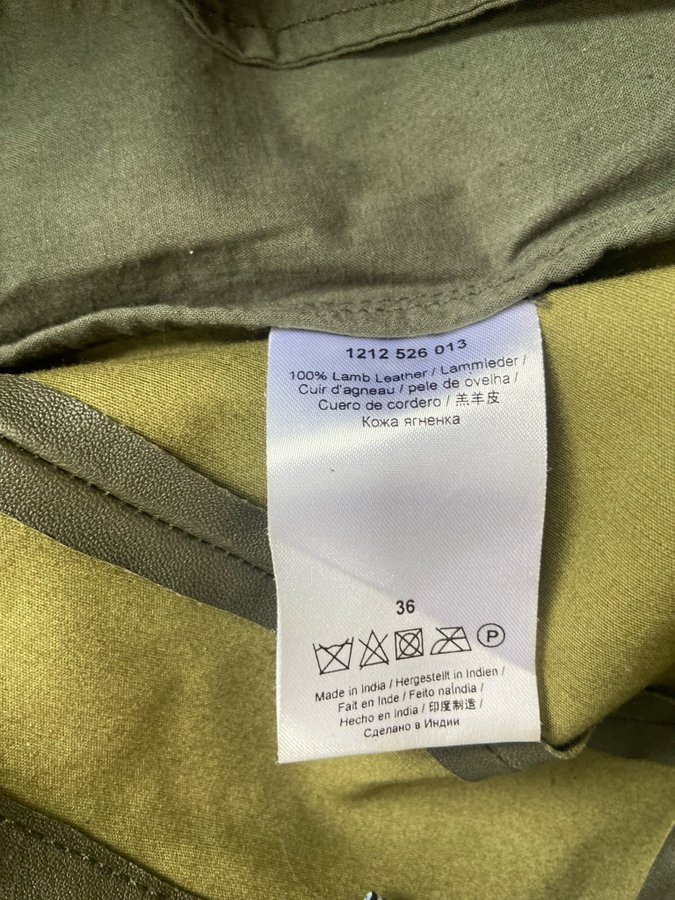 1212 526 013
100% Lamb Leather / Lammleder /
Cuir d'agneau / pele de ovelha /
Cuero de cordero / 羔羊皮
Кожа ягненка
36
P
Made in India / Hergestellt in Indien /
Fait en Inde / Feito naÍndia /
Hecho en India / 印度制造 /
Сделано в Индии